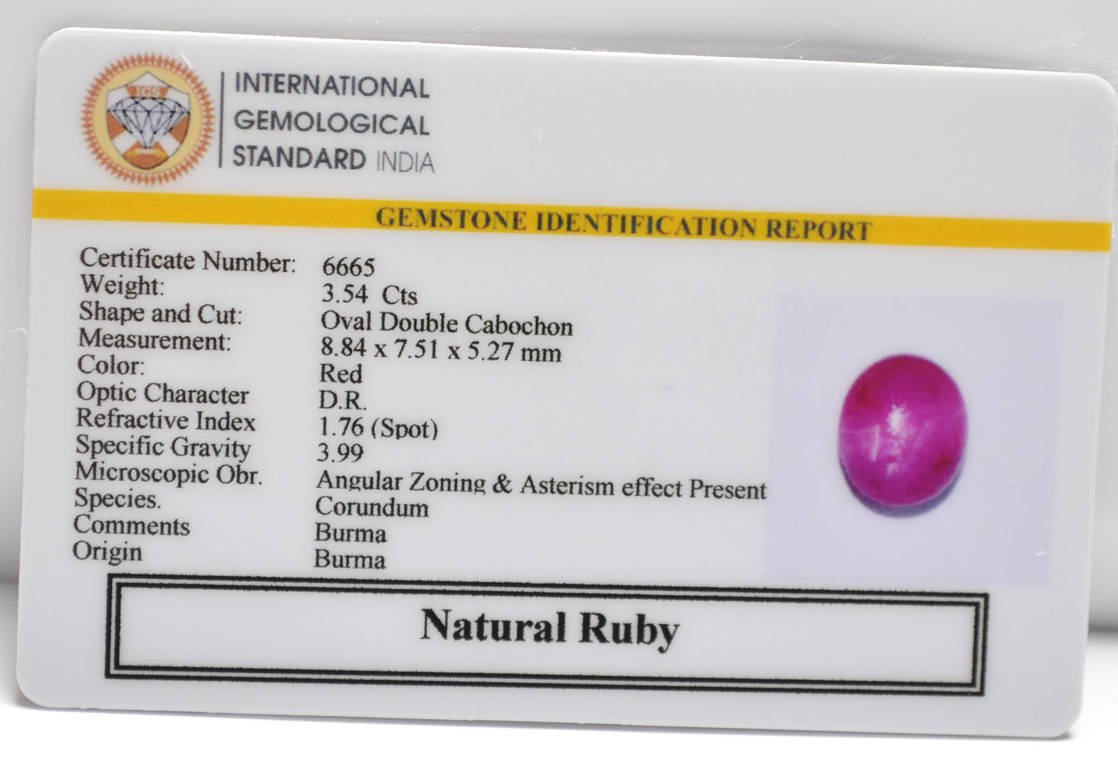 IGS
INTERNATIONAL
GEMOLOGICAL
STANDARD INDIA
GEMSTONE IDENTIFICATION REPORT
Certificate Number: 6665
Weight: 3.54 Cts
Shape and Cut: Oval Double Cabochon
Measurement: 8.84 x 7.51 x 5.27 mm
Color: Red
Optic Character D.R.
Refractive Index 1.76 (Spot)
Specific Gravity 3.99
Microscopic Obr. Angular Zoning & Asterism effect Present
Species. Corundum
Comments Burma
Origin Burma
Natural Ruby